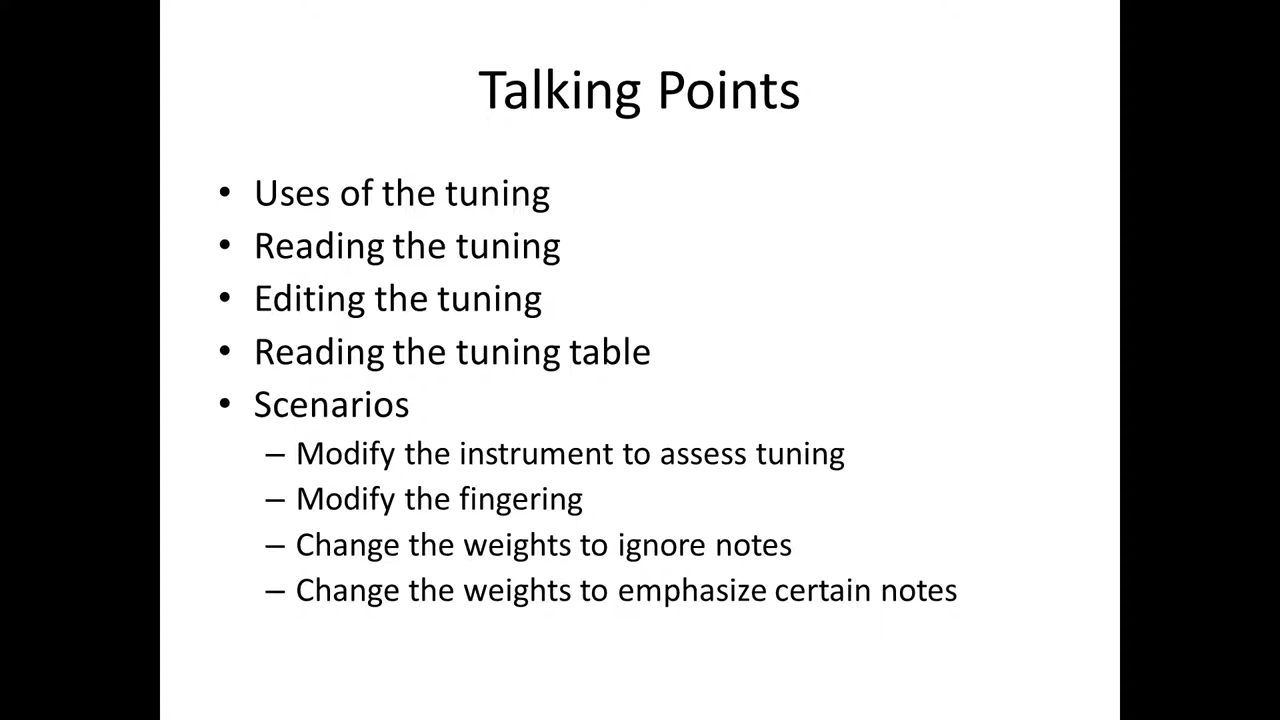 Talking Points
• Uses of the tuning
• Reading the tuning
• Editing the tuning
• Reading the tuning table
• Scenarios
– Modify the instrument to assess tuning
– Modify the fingering
– Change the weights to ignore notes
– Change the weights to emphasize certain notes